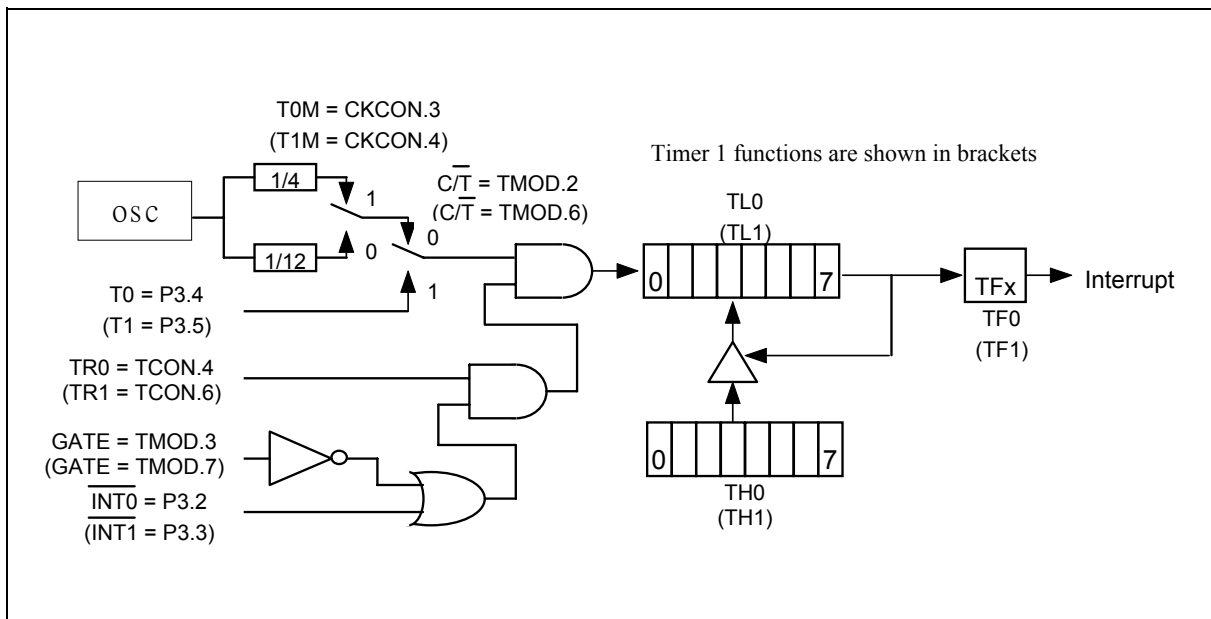 T0M = CKCON.3
(T1M = CKCON.4)
Timer 1 functions are shown in brackets
1/4
C/T̅ = TMOD.2
(C/T̅ = TMOD.6)
osc
1
0
TL0
(TL1)
1/12
0
1
0
7
TFx
Interrupt
T0 = P3.4
(T1 = P3.5)
TF0
(TF1)
TR0 = TCON.4
(TR1 = TCON.6)
GATE = TMOD.3
(GATE = TMOD.7)
0
7
I̅N̅T̅0̅ = P3.2
(I̅N̅T̅1̅ = P3.3)
TH0
(TH1)